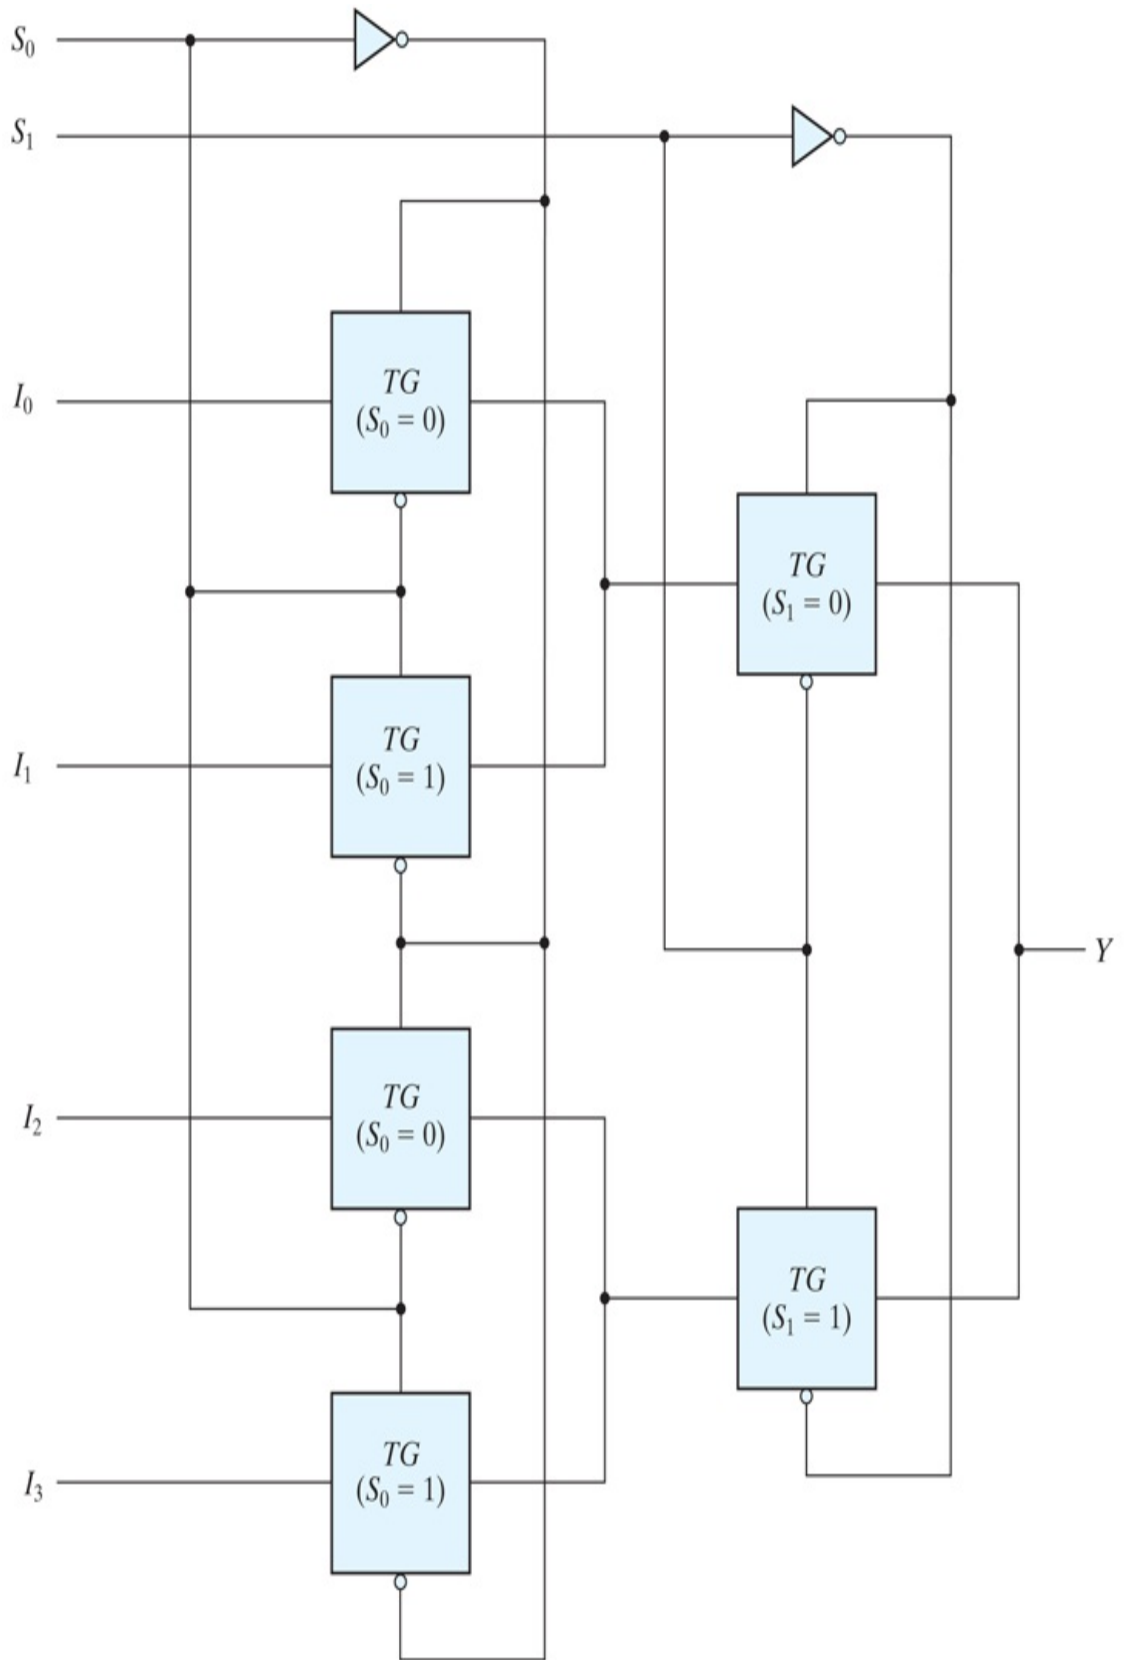 S₀
S₁
TG
(S₀ = 0)
I₀
TG
(S₁ = 0)
TG
(S₀ = 1)
I₁
Y
TG
(S₀ = 0)
I₂
TG
(S₁ = 1)
TG
(S₀ = 1)
I₃